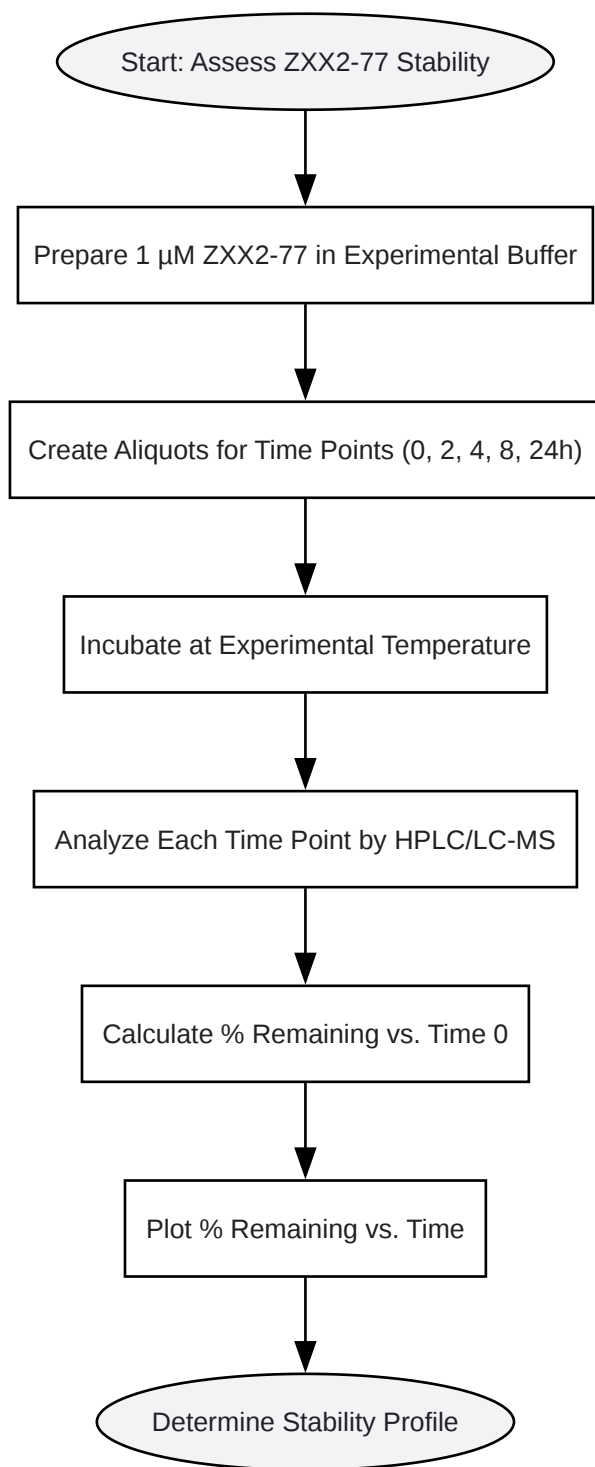 Start: Assess ZXX2-77 Stability
Prepare 1 µM ZXX2-77 in Experimental Buffer
Create Aliquots for Time Points (0, 2, 4, 8, 24h)
Incubate at Experimental Temperature
Analyze Each Time Point by HPLC/LC-MS
Calculate % Remaining vs. Time 0
Plot % Remaining vs. Time
Determine Stability Profile